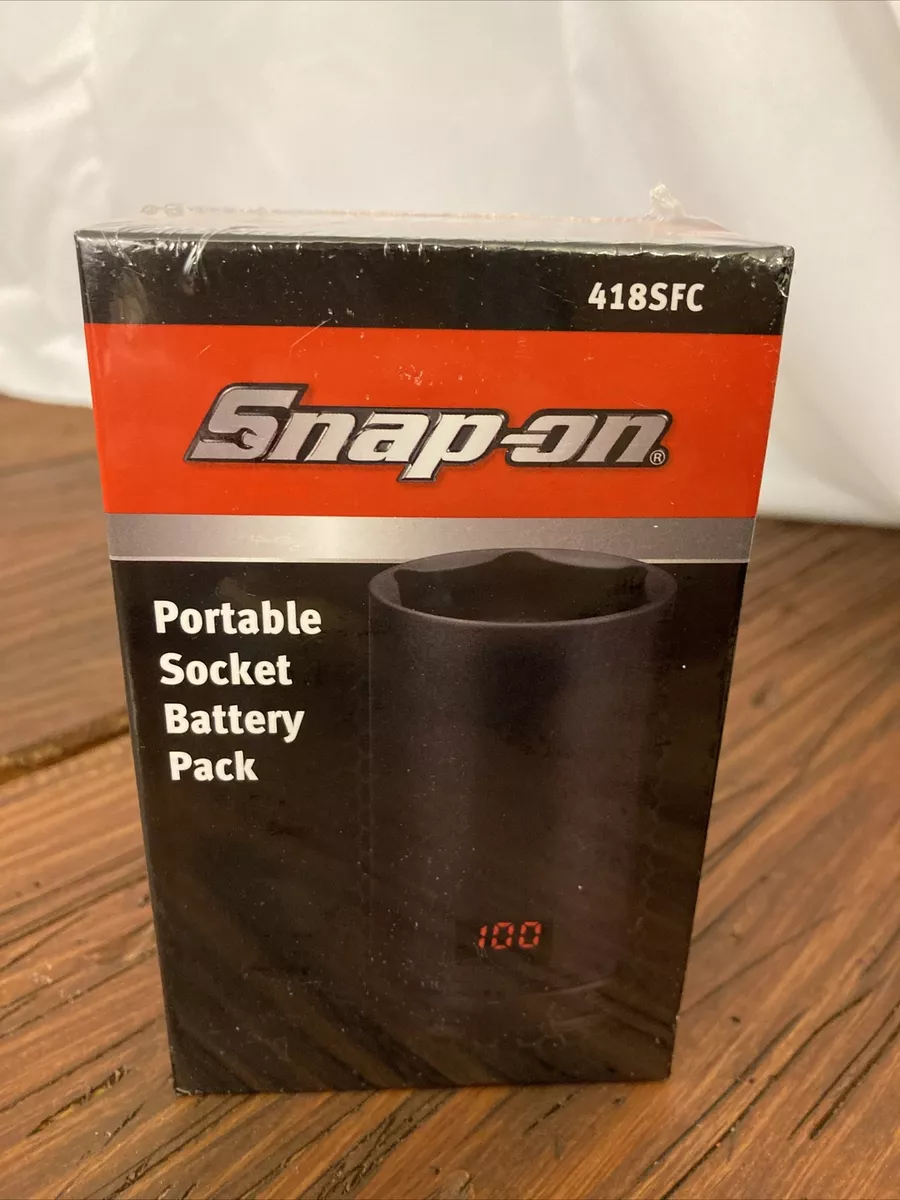 418SFC
Snap-on®
Portable
Socket
Battery
Pack
100